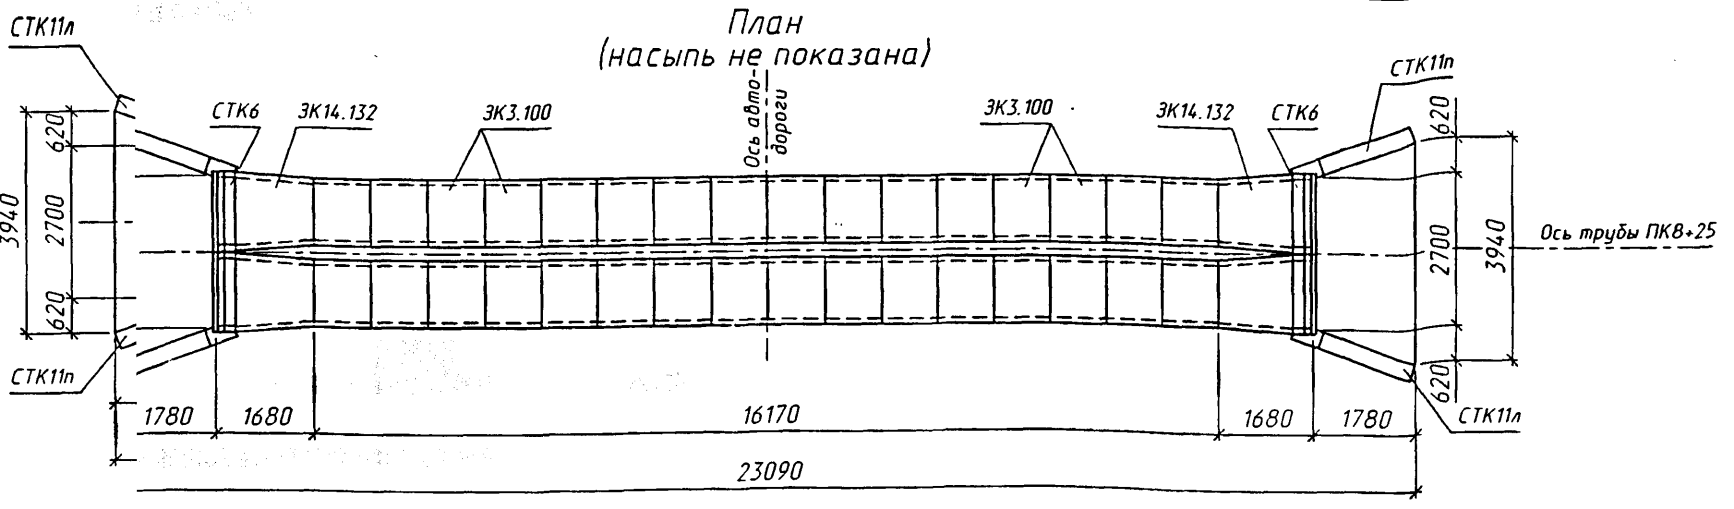 План
(насыпь не показана)
СТК11л
СТК6
ЗК14.132
ЗК3.100
Ось авто-
дороги
ЗК3.100
ЗК14.132
СТК6
СТК11п
620
2700
3940
620
620
2700
3940
620
Ось трубы ПК8+25
СТК11п
СТК11л
1780
1680
16170
1680
1780
23090